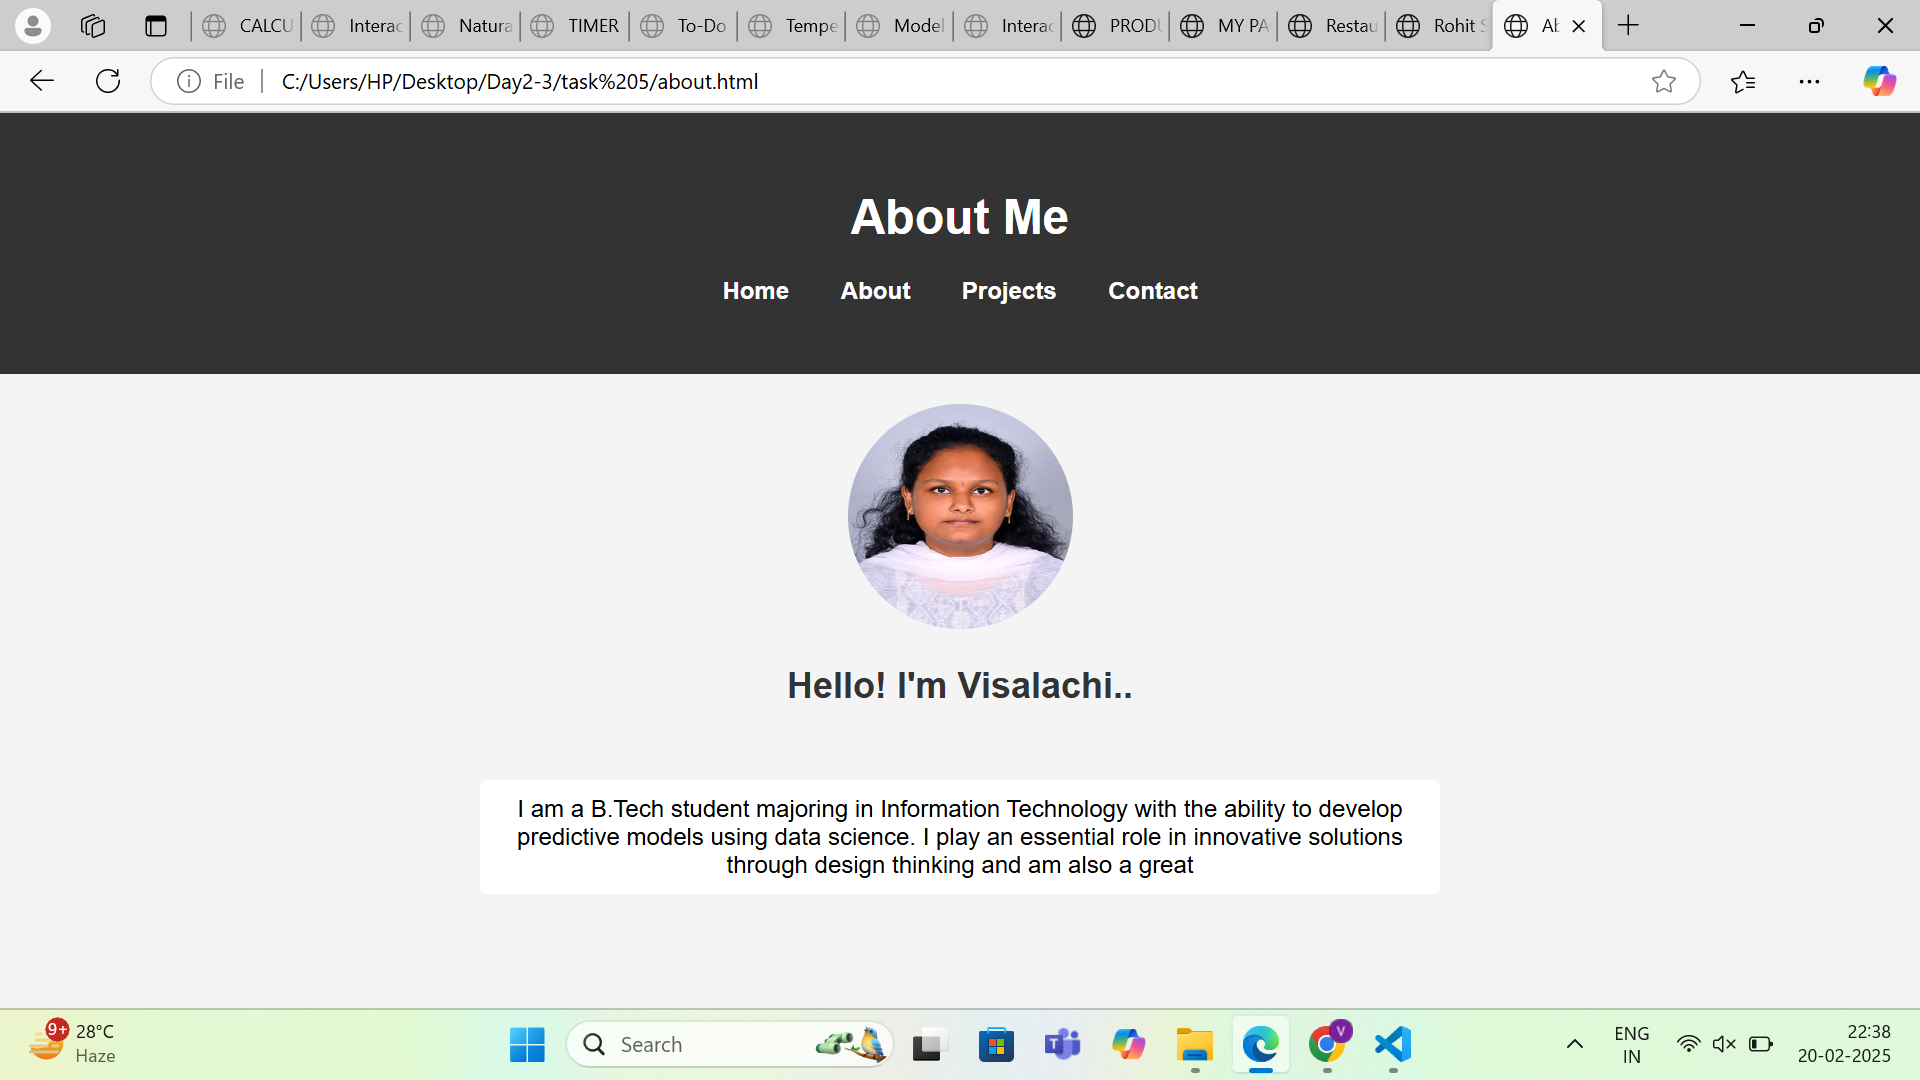 CALCU
Interac
Natura
TIMER
To-Do
Tempe
Model
Interac
PRODU
MY PA
Restau
Rohit S
Ab
File
C:/Users/HP/Desktop/Day2-3/task%205/about.html
About Me
Home About Projects Contact
Hello! I'm Visalachi..
I am a B.Tech student majoring in Information Technology with the ability to develop
predictive models using data science. I play an essential role in innovative solutions
through design thinking and am also a great
9+
28°C
Haze
Search
T
V
ENG
IN
22:38
20-02-2025